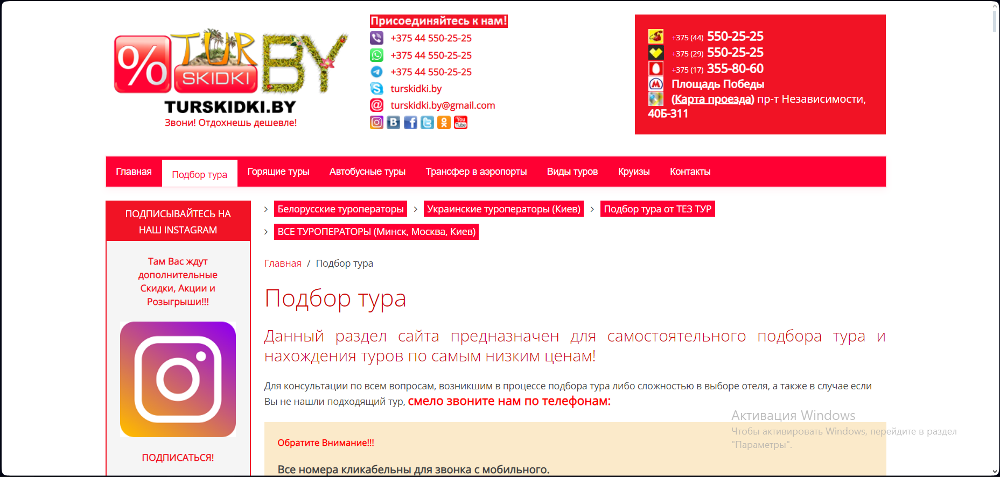 %
TUR
SKIDKI
BY
TURSKIDKI.BY
Звони! Отдохнешь дешевле!
Присоединяйтесь к нам!
+375 44 550-25-25
+375 44 550-25-25
+375 44 550-25-25
turskidki.by
@ turskidki.by@gmail.com
You Tube
+375 (44) 550-25-25
+375 (29) 550-25-25
+375 (17) 355-80-60
М Площадь Победы
(Карта проезда) пр-т Независимости,
40Б-311
Главная Подбор тура Горящие туры Автобусные туры Трансфер в аэропорты Виды туров Круизы Контакты
ПОДПИСЫВАЙТЕСЬ НА
НАШ INSTAGRAM
Там Вас ждут
дополнительные
Скидки, Акции и
Розыгрыши!!!
ПОДПИСАТЬСЯ!
Белорусские туроператоры Украинские туроператоры (Киев) Подбор тура от ТЕЗ ТУР
ВСЕ ТУРОПЕРАТОРЫ (Минск, Москва, Киев)
Главная / Подбор тура
Подбор тура
Данный раздел сайта предназначен для самостоятельного подбора тура и
нахождения туров по самым низким ценам!
Для консультации по всем вопросам, возникшим в процессе подбора тура либо сложностью в выборе отеля, а также в случае если
Вы не нашли подходящий тур, смело звоните нам по телефонам:
Обратите Внимание!!!
Все номера кликабельны для звонка с мобильного.
Активация Windows
Чтобы активировать Windows, перейдите в раздел
"Параметры".